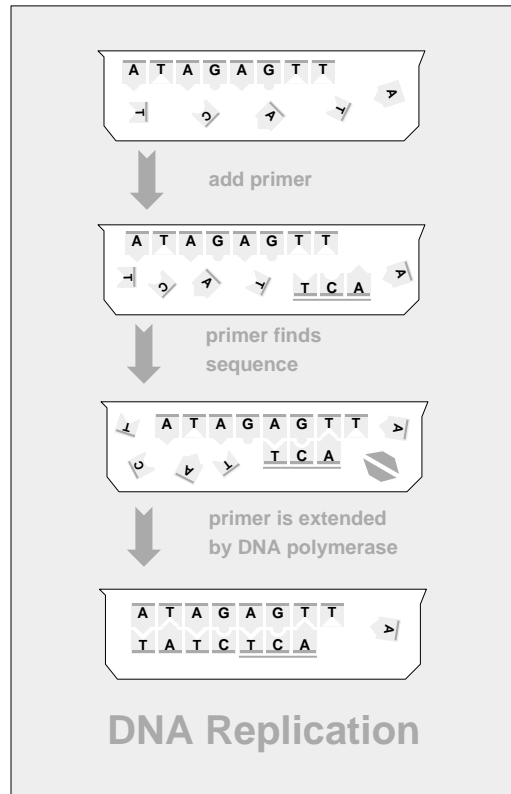 A T A G A G T T
T C A T A
add primer
A T A G A G T T
T C A T T C A A
primer finds
sequence
T A T A G A G T T A
C A T T C A
primer is extended
by DNA polymerase
A T A G A G T T
T A T C T C A A
DNA Replication